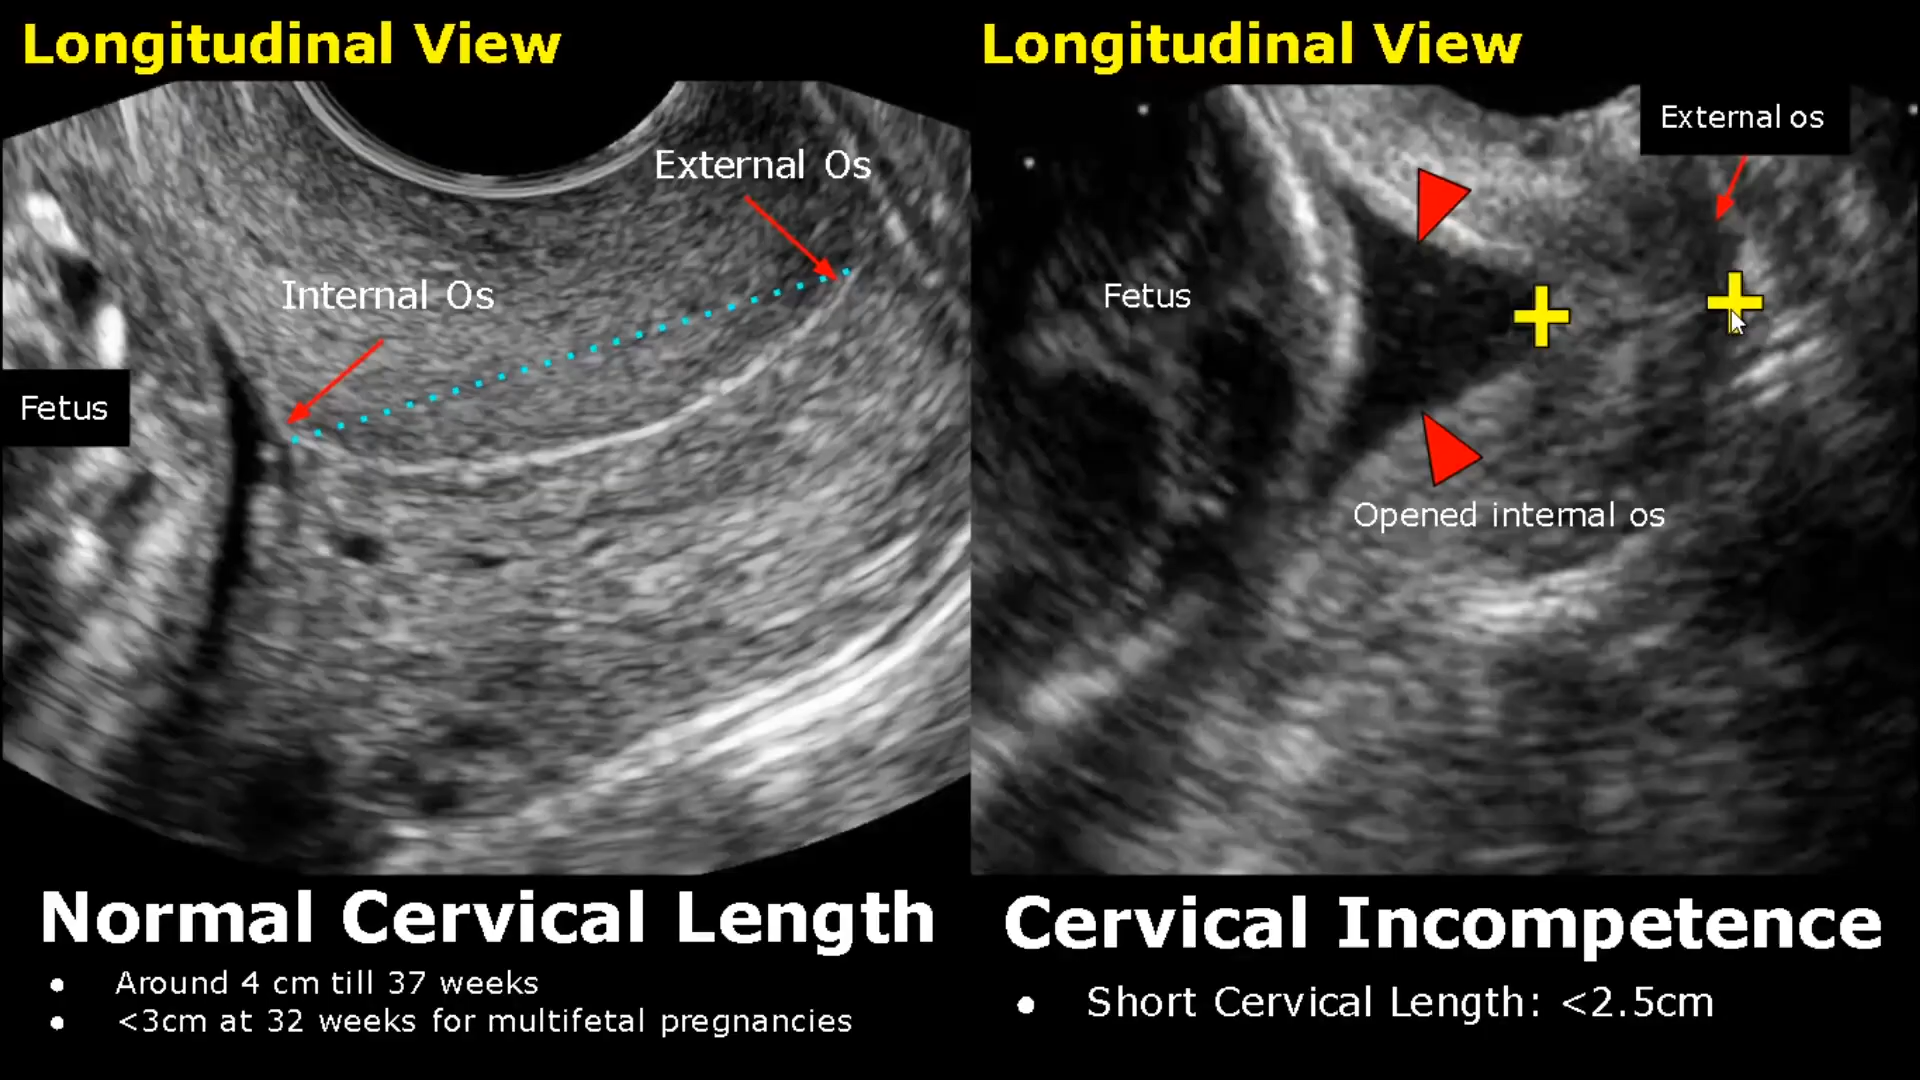 Longitudinal View
External Os
Internal Os
Fetus
Normal Cervical Length
• Around 4 cm till 37 weeks
• <3cm at 32 weeks for multifetal pregnancies
Longitudinal View
External os
Fetus
Opened internal os
Cervical Incompetence
• Short Cervical Length: <2.5cm